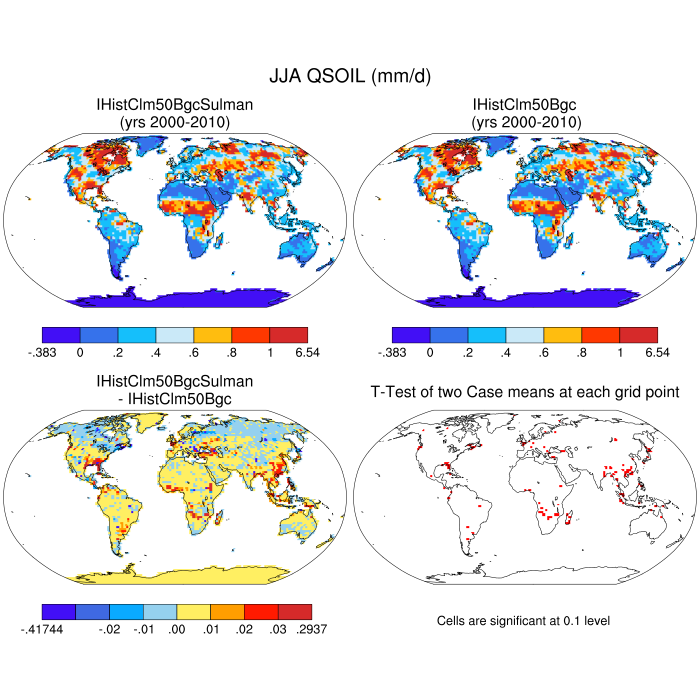 JJA QSOIL (mm/d)
IHistClm50BgcSulman
(yrs 2000-2010)
IHistClm50Bgc
(yrs 2000-2010)
-.383 0 .2 .4 .6 .8 1 6.54
-.383 0 .2 .4 .6 .8 1 6.54
IHistClm50BgcSulman
- IHistClm50Bgc
T-Test of two Case means at each grid point
-.41744 -.02 -.01 .00 .01 .02 .03 .2937
Cells are significant at 0.1 level